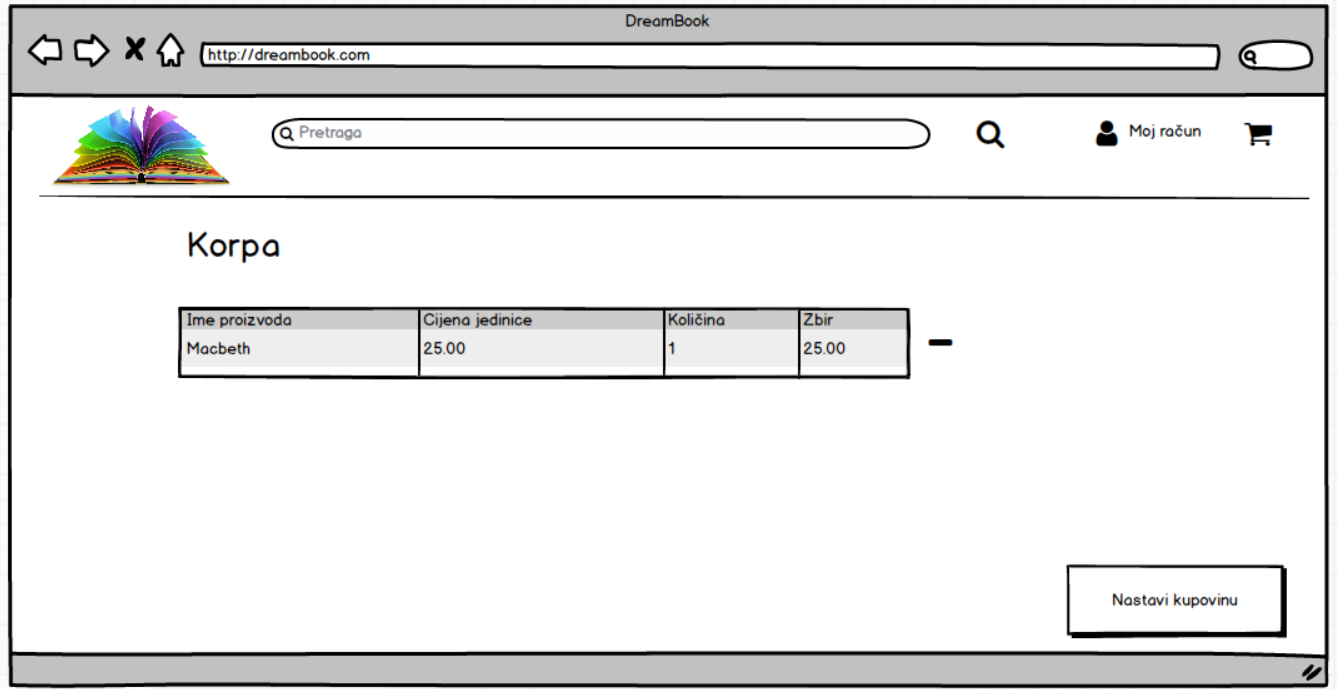 DreamBook
http://dreambook.com
Pretraga
Moj račun
Korpa
Ime proizvoda Cijena jedinice Količina Zbir
Macbeth 25.00 1 25.00
Nastavi kupovinu